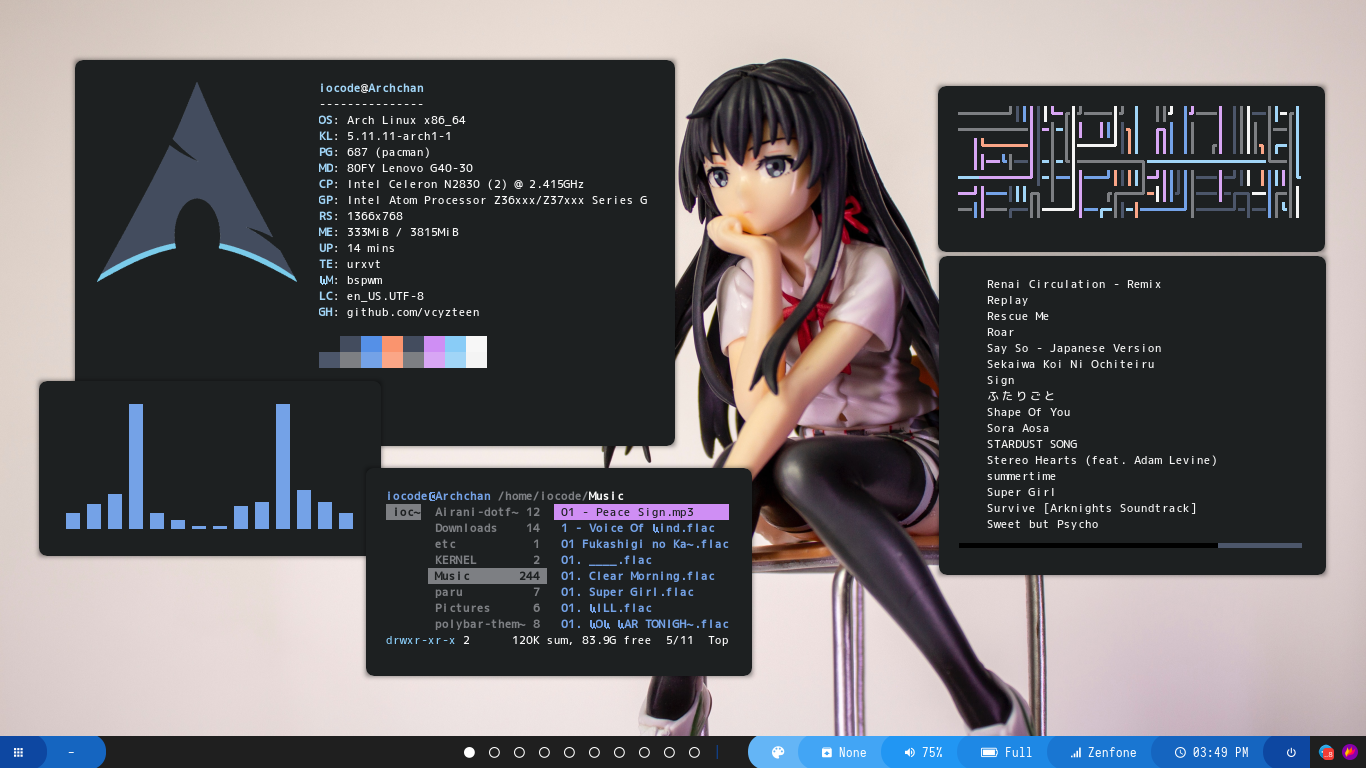 iocode@Archchan
---------------
OS: Arch Linux x86_64
KL: 5.11.11-arch1-1
PG: 687 (pacman)
MD: 80FY Lenovo G40-30
CP: Intel Celeron N2830 (2) @ 2.415GHz
GP: Intel Atom Processor Z36xxx/Z37xxx Series G
RS: 1366x768
ME: 333MiB / 3815MiB
UP: 14 mins
TE: urxvt
WM: bspwm
LC: en_US.UTF-8
GH: github.com/vcyzteen
iocode@Archchan /home/iocode/Music
ioc~ Airani-dotf~ 12 01 - Peace Sign.mp3
Downloads 14 1 - Voice Of Wind.flac
etc 1 01 Fukashigi no Ka~.flac
KERNEL 2 01. ____.flac
Music 244 01. Clear Morning.flac
paru 7 01. Super Girl.flac
Pictures 6 01. WILL.flac
polybar-them~ 8 01. WOW WAR TONIGH~.flac
drwxr-xr-x 2 120K sum, 83.9G free 5/11 Top
Renai Circulation - Remix
Replay
Rescue Me
Roar
Say So - Japanese Version
Sekaiwa Koi Ni Ochiteiru
Sign
ふたりごと
Shape Of You
Sora Aosa
STARDUST SONG
Stereo Hearts (feat. Adam Levine)
summertime
Super Girl
Survive [Arknights Soundtrack]
Sweet but Psycho
– None 75% Full Zenfone 03:49 PM